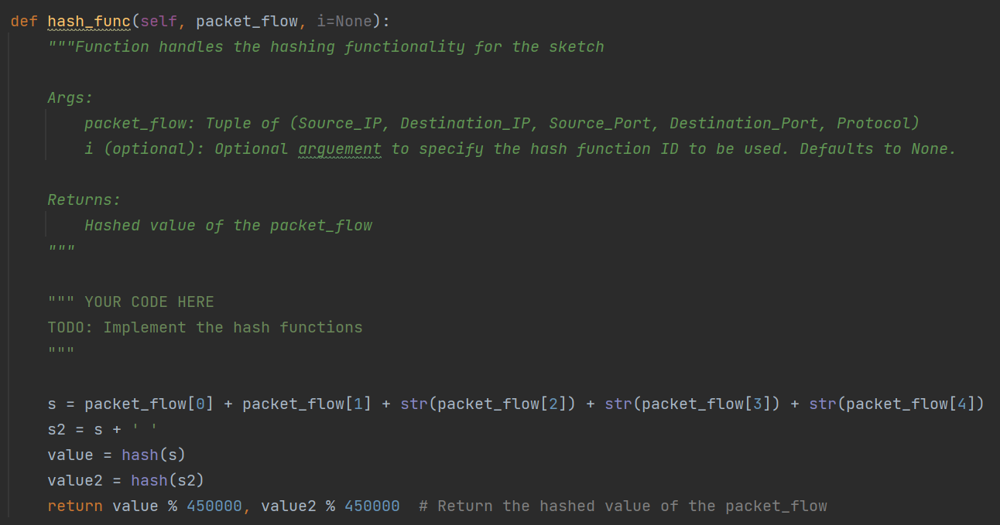 def hash_func(self, packet_flow, i=None):
"""Function handles the hashing functionality for the sketch
Args:
packet_flow: Tuple of (Source_IP, Destination_IP, Source_Port, Destination_Port, Protocol)
i (optional): Optional arguement to specify the hash function ID to be used. Defaults to None.
Returns:
Hashed value of the packet_flow
"""
""" YOUR CODE HERE
TODO: Implement the hash functions
"""
s = packet_flow[0] + packet_flow[1] + str(packet_flow[2]) + str(packet_flow[3]) + str(packet_flow[4])
s2 = s + ' '
value = hash(s)
value2 = hash(s2)
return value % 450000, value2 % 450000  # Return the hashed value of the packet_flow